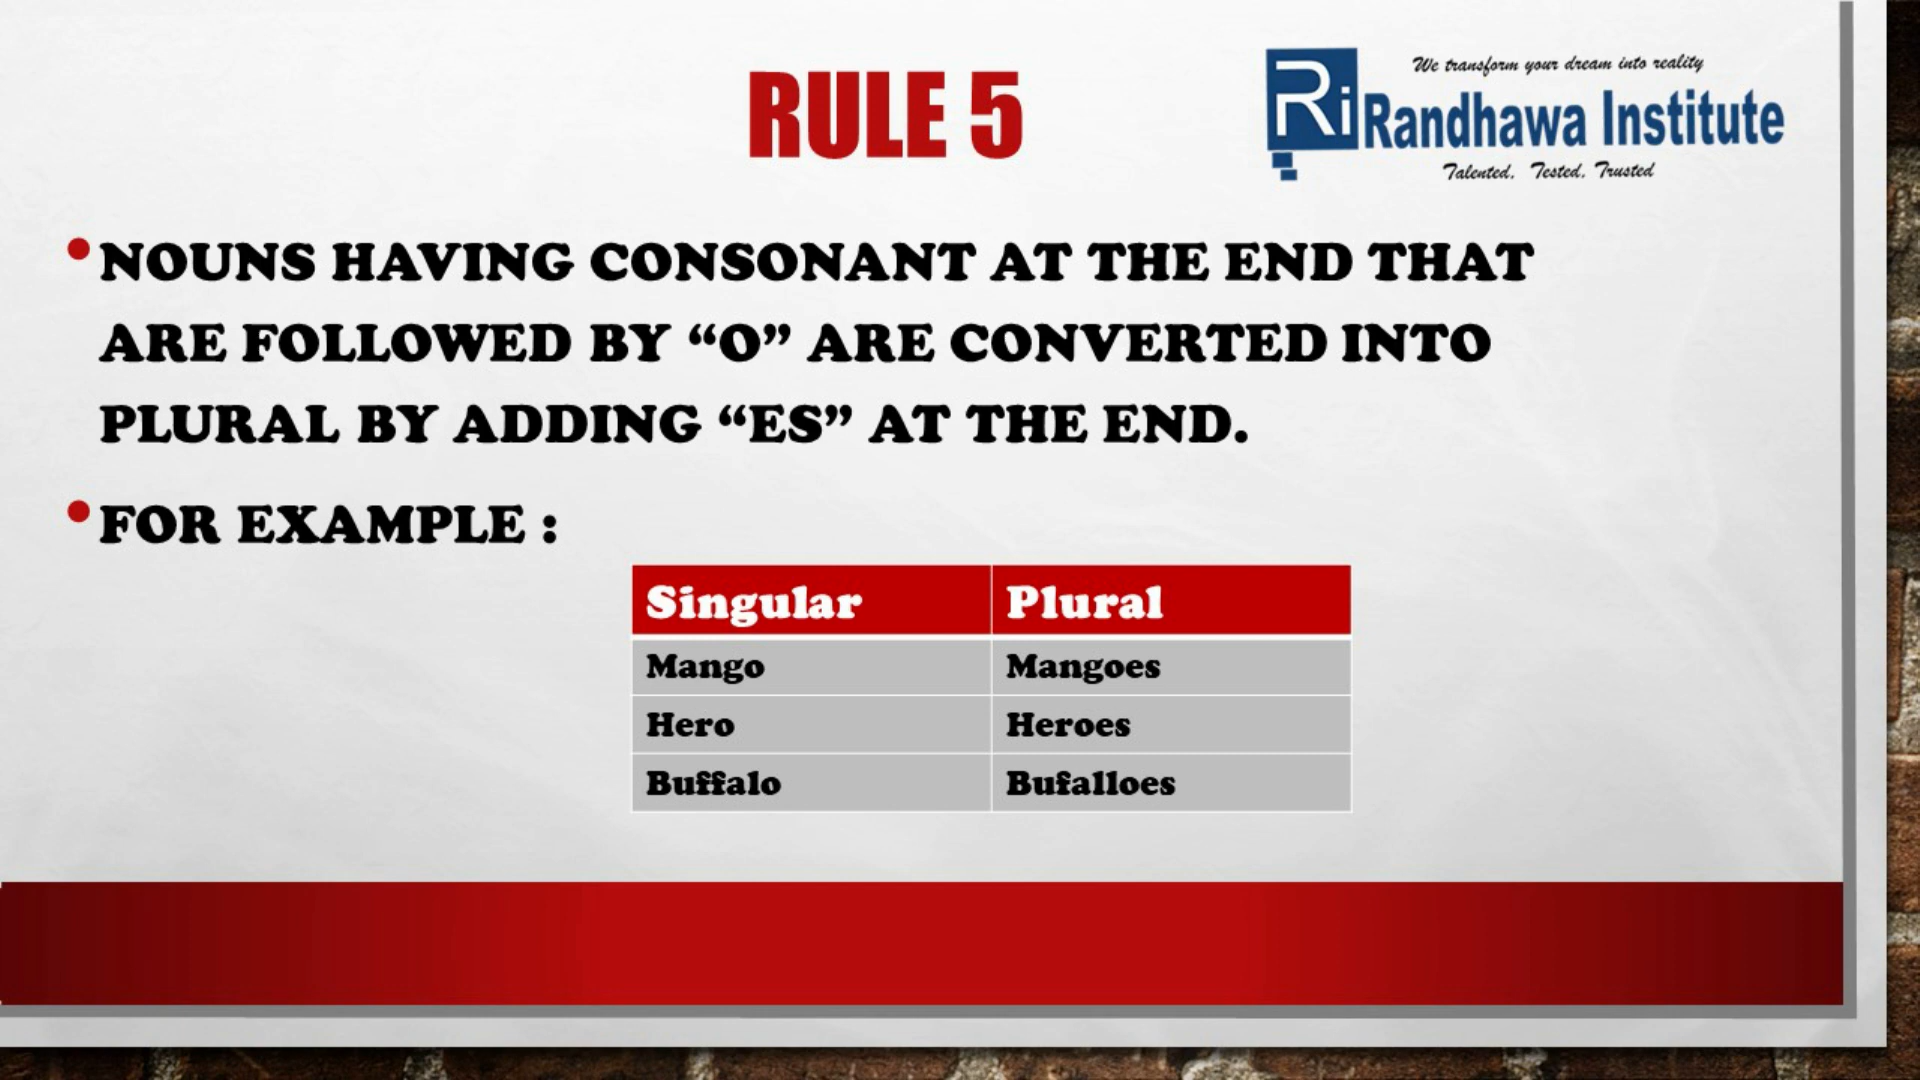 RULE 5
We transform your dream into reality
Ri Randhawa Institute
Talented. Tested. Trusted
• NOUNS HAVING CONSONANT AT THE END THAT
ARE FOLLOWED BY “O” ARE CONVERTED INTO
PLURAL BY ADDING “ES” AT THE END.
• FOR EXAMPLE :
Singular Plural
Mango Mangoes
Hero Heroes
Buffalo Bufalloes